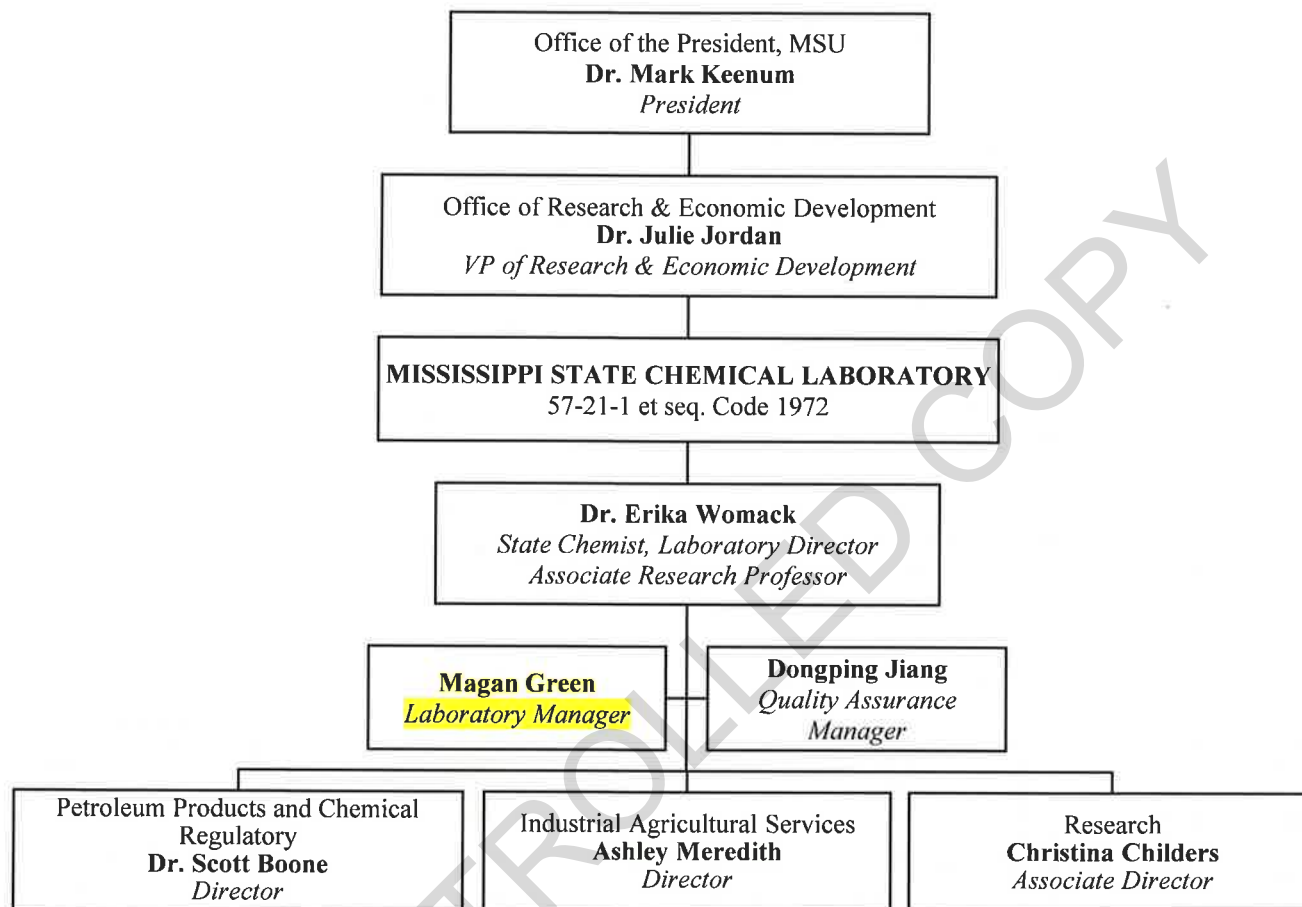 Office of the President, MSU
Dr. Mark Keenum
President
Office of Research & Economic Development
Dr. Julie Jordan
VP of Research & Economic Development
MISSISSIPPI STATE CHEMICAL LABORATORY
57-21-1 et seq. Code 1972
Dr. Erika Womack
State Chemist, Laboratory Director
Associate Research Professor
Magan Green
Laboratory Manager
Dongping Jiang
Quality Assurance
Manager
Petroleum Products and Chemical
Regulatory
Dr. Scott Boone
Director
Industrial Agricultural Services
Ashley Meredith
Director
Research
Christina Childers
Associate Director
TROLLED COPY